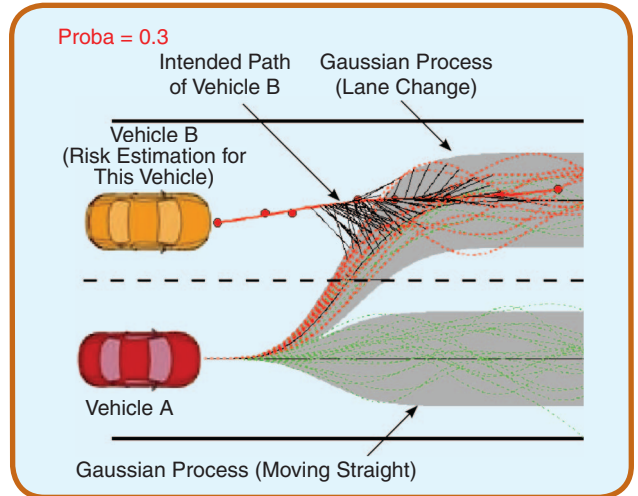 Proba = 0.3
Intended Path
of Vehicle B
Gaussian Process
(Lane Change)
Vehicle B
(Risk Estimation for
This Vehicle)
Vehicle A
Gaussian Process (Moving Straight)